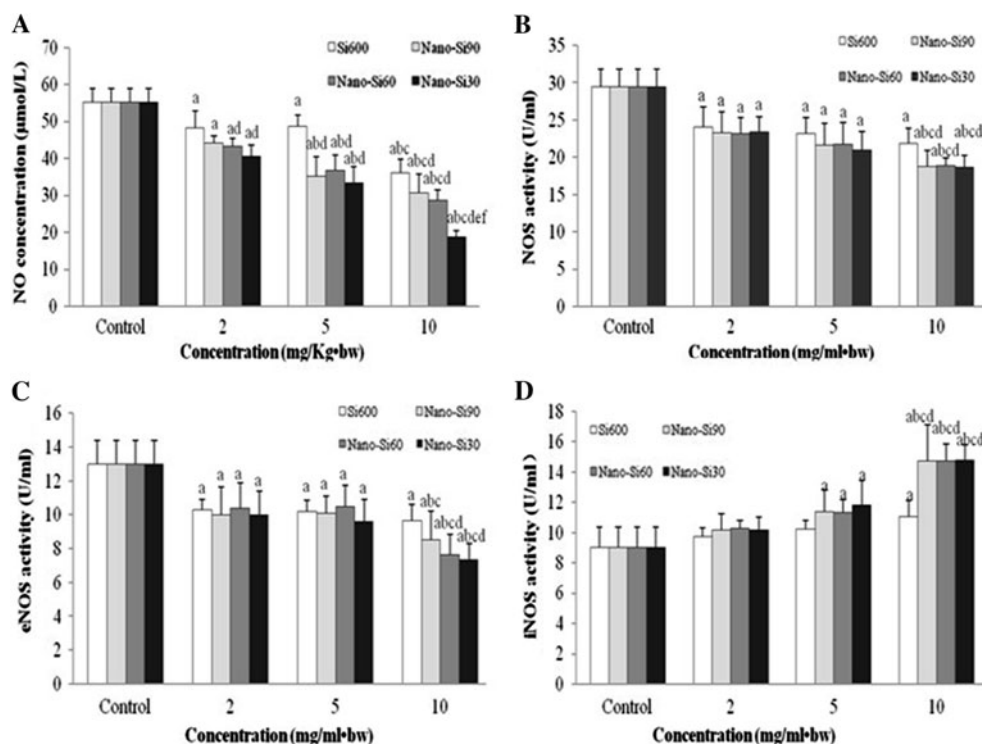 A
Si600 Nano-Si90
Nano-Si60 Nano-Si30
NO concentration (μmol/L)
70
60
50
40
30
20
10
0
a a ad ad
a abd abd abd
abc abcd abcd abcdef
Control 2 5 10
Concentration (mg/Kg•bw)
B
Si600 Nano-Si90
Nano-Si60 Nano-Si30
NOS activity (U/ml)
35
30
25
20
15
10
5
0
a a a a
a a a a
a abcd abcd abcd
Control 2 5 10
Concentration (mg/ml•bw)
C
Si600 Nano-Si90
Nano-Si60 Nano-Si30
eNOS activity (U/ml)
16
14
12
10
8
6
4
2
0
a a a a
a a a a
a abc abcd abcd
Control 2 5 10
Concentration (mg/ml•bw)
D
Si600 Nano-Si90
Nano-Si60 Nano-Si30
iNOS activity (U/ml)
18
16
14
12
10
8
6
4
2
0
a a a
a abcd abcd abcd
Control 2 5 10
Concentration (mg/ml•bw)